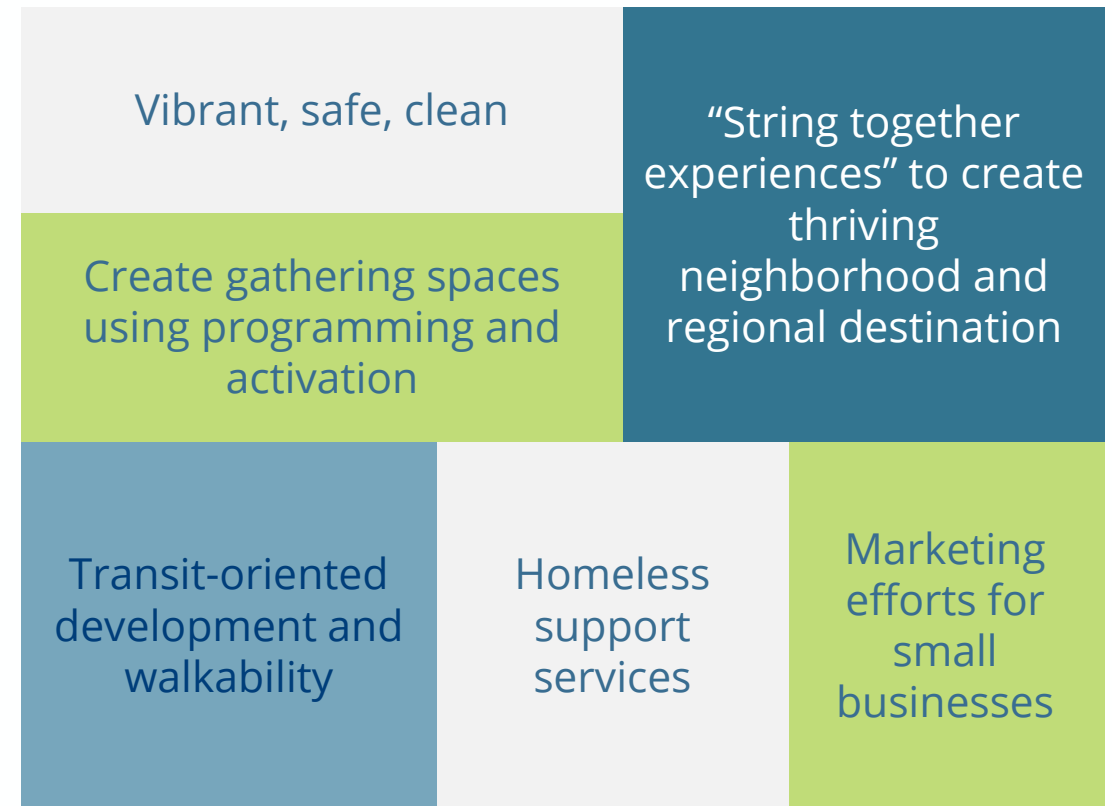 Vibrant, safe, clean
“String together
experiences” to create
thriving
neighborhood and
regional destination
Create gathering spaces
using programming and
activation
Transit-oriented
development and
walkability
Homeless
support
services
Marketing
efforts for
small
businesses